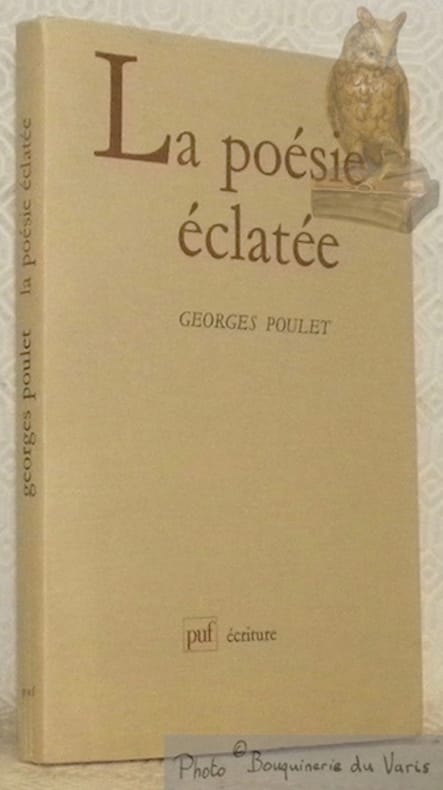 La poésie
éclatée
GEORGES POULET
puf écriture
georges poulet la poésie éclatée
puf
Photo © Bouquinerie du Varis